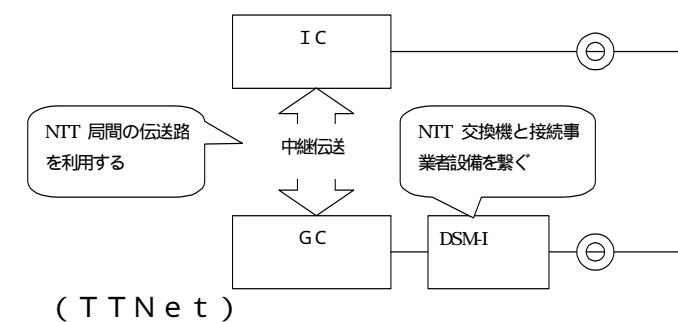 IC
NTT 局間の伝送路
を利用する
中継伝送
NTT 交換機と接続事
業者設備を繋ぐ
GC
DSM-I
(TTNet)